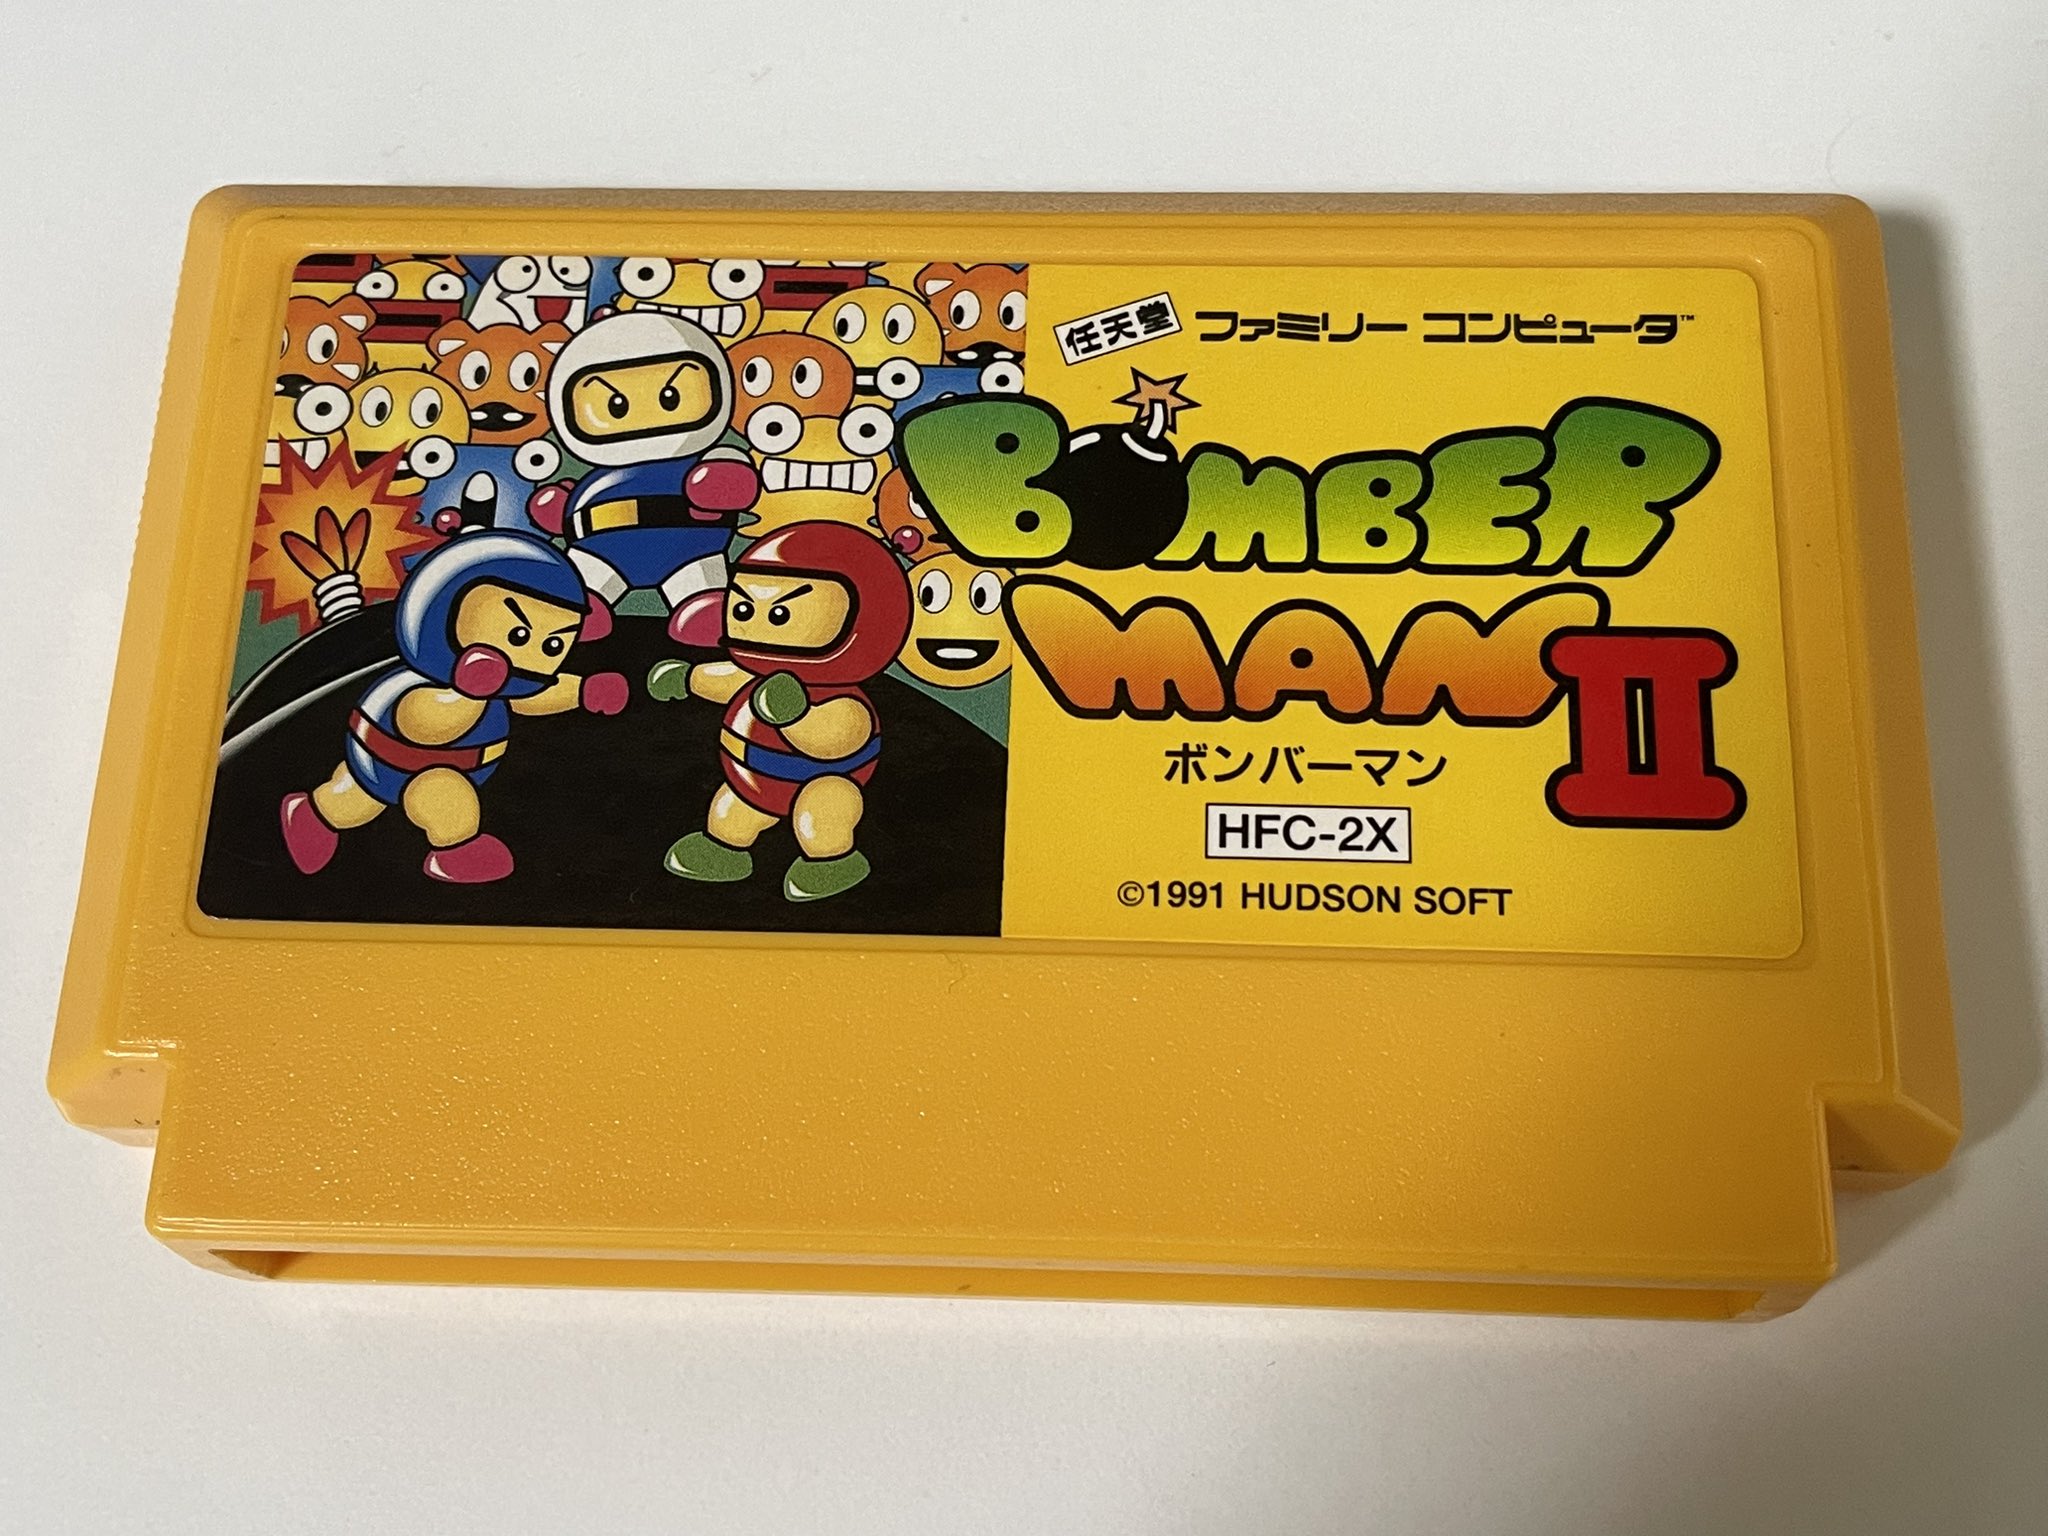 任天堂 ファミリー コンピュータ™
BOMBER
MAN II
ボンバーマン
HFC-2X
©1991 HUDSON SOFT